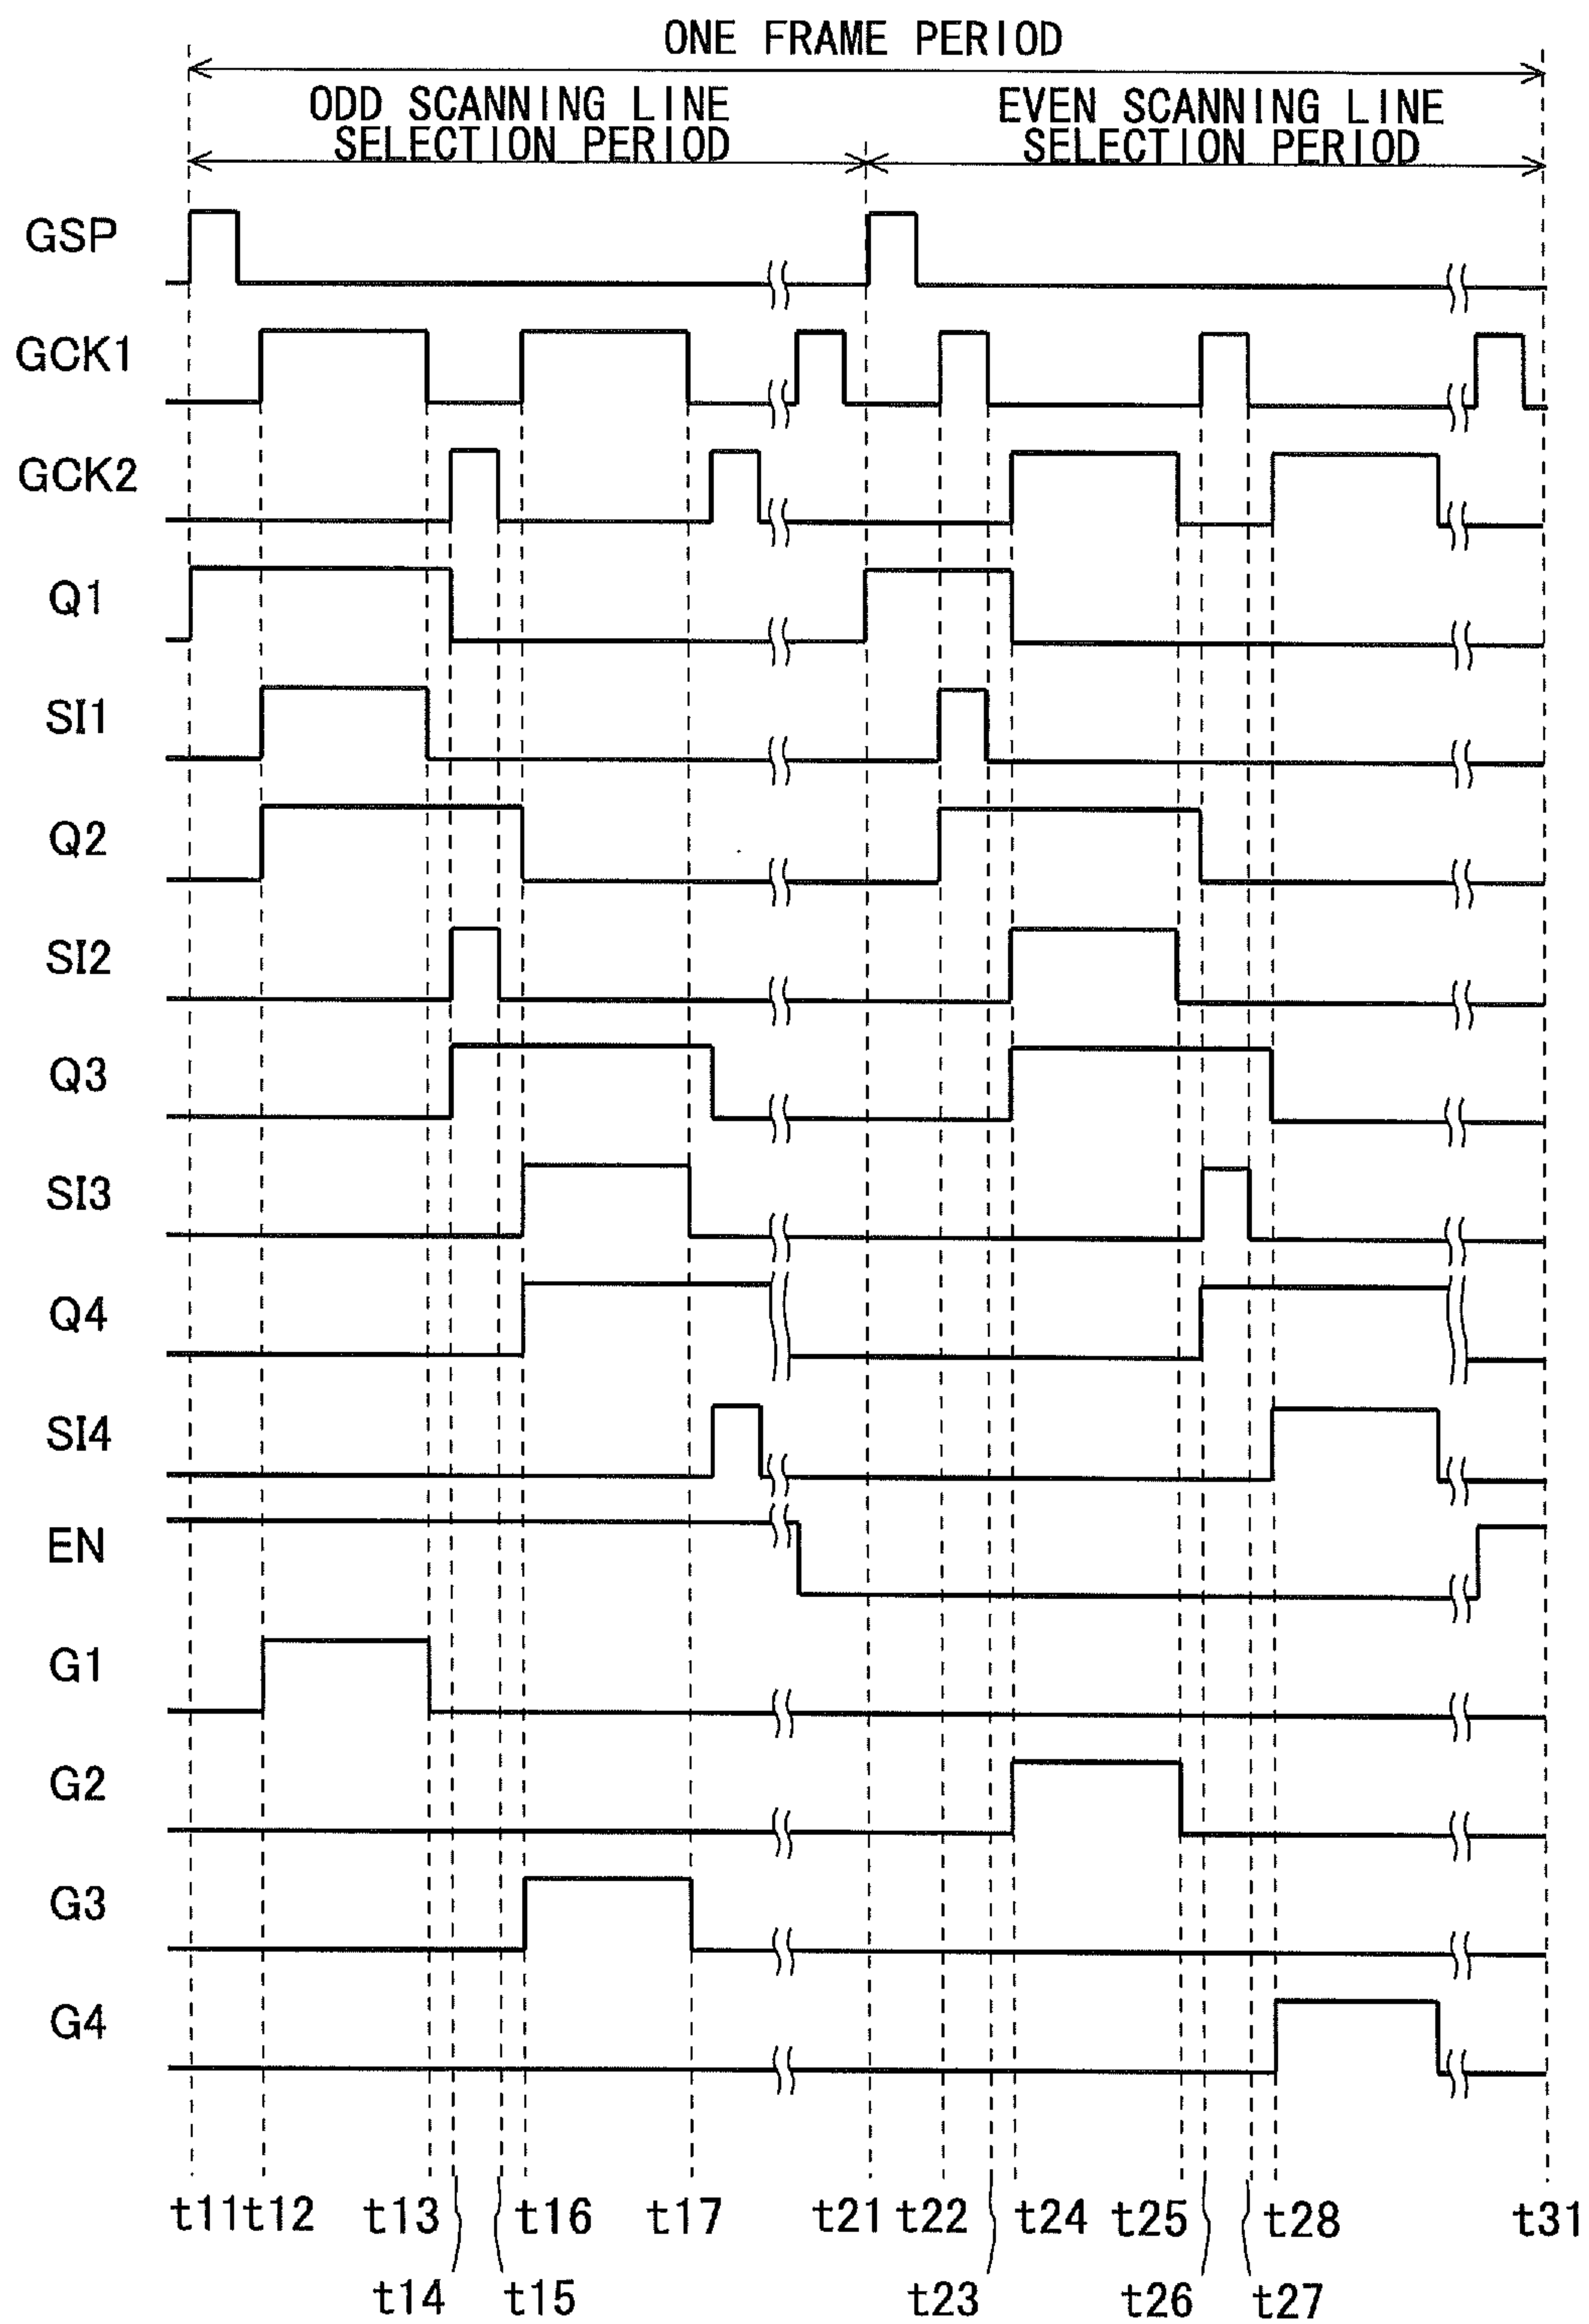 ONE FRAME PERIOD
ODD SCANNING LINE
SELECTION PERIOD
EVEN SCANNING LINE
SELECTION PERIOD
GSP
GCK1
GCK2
Q1
SI1
Q2
SI2
Q3
SI3
Q4
SI4
EN
G1
G2
G3
G4
t11 t12 t13 t16 t17 t21 t22 t24 t25 t28 t31
t14 t15 t23 t26 t27